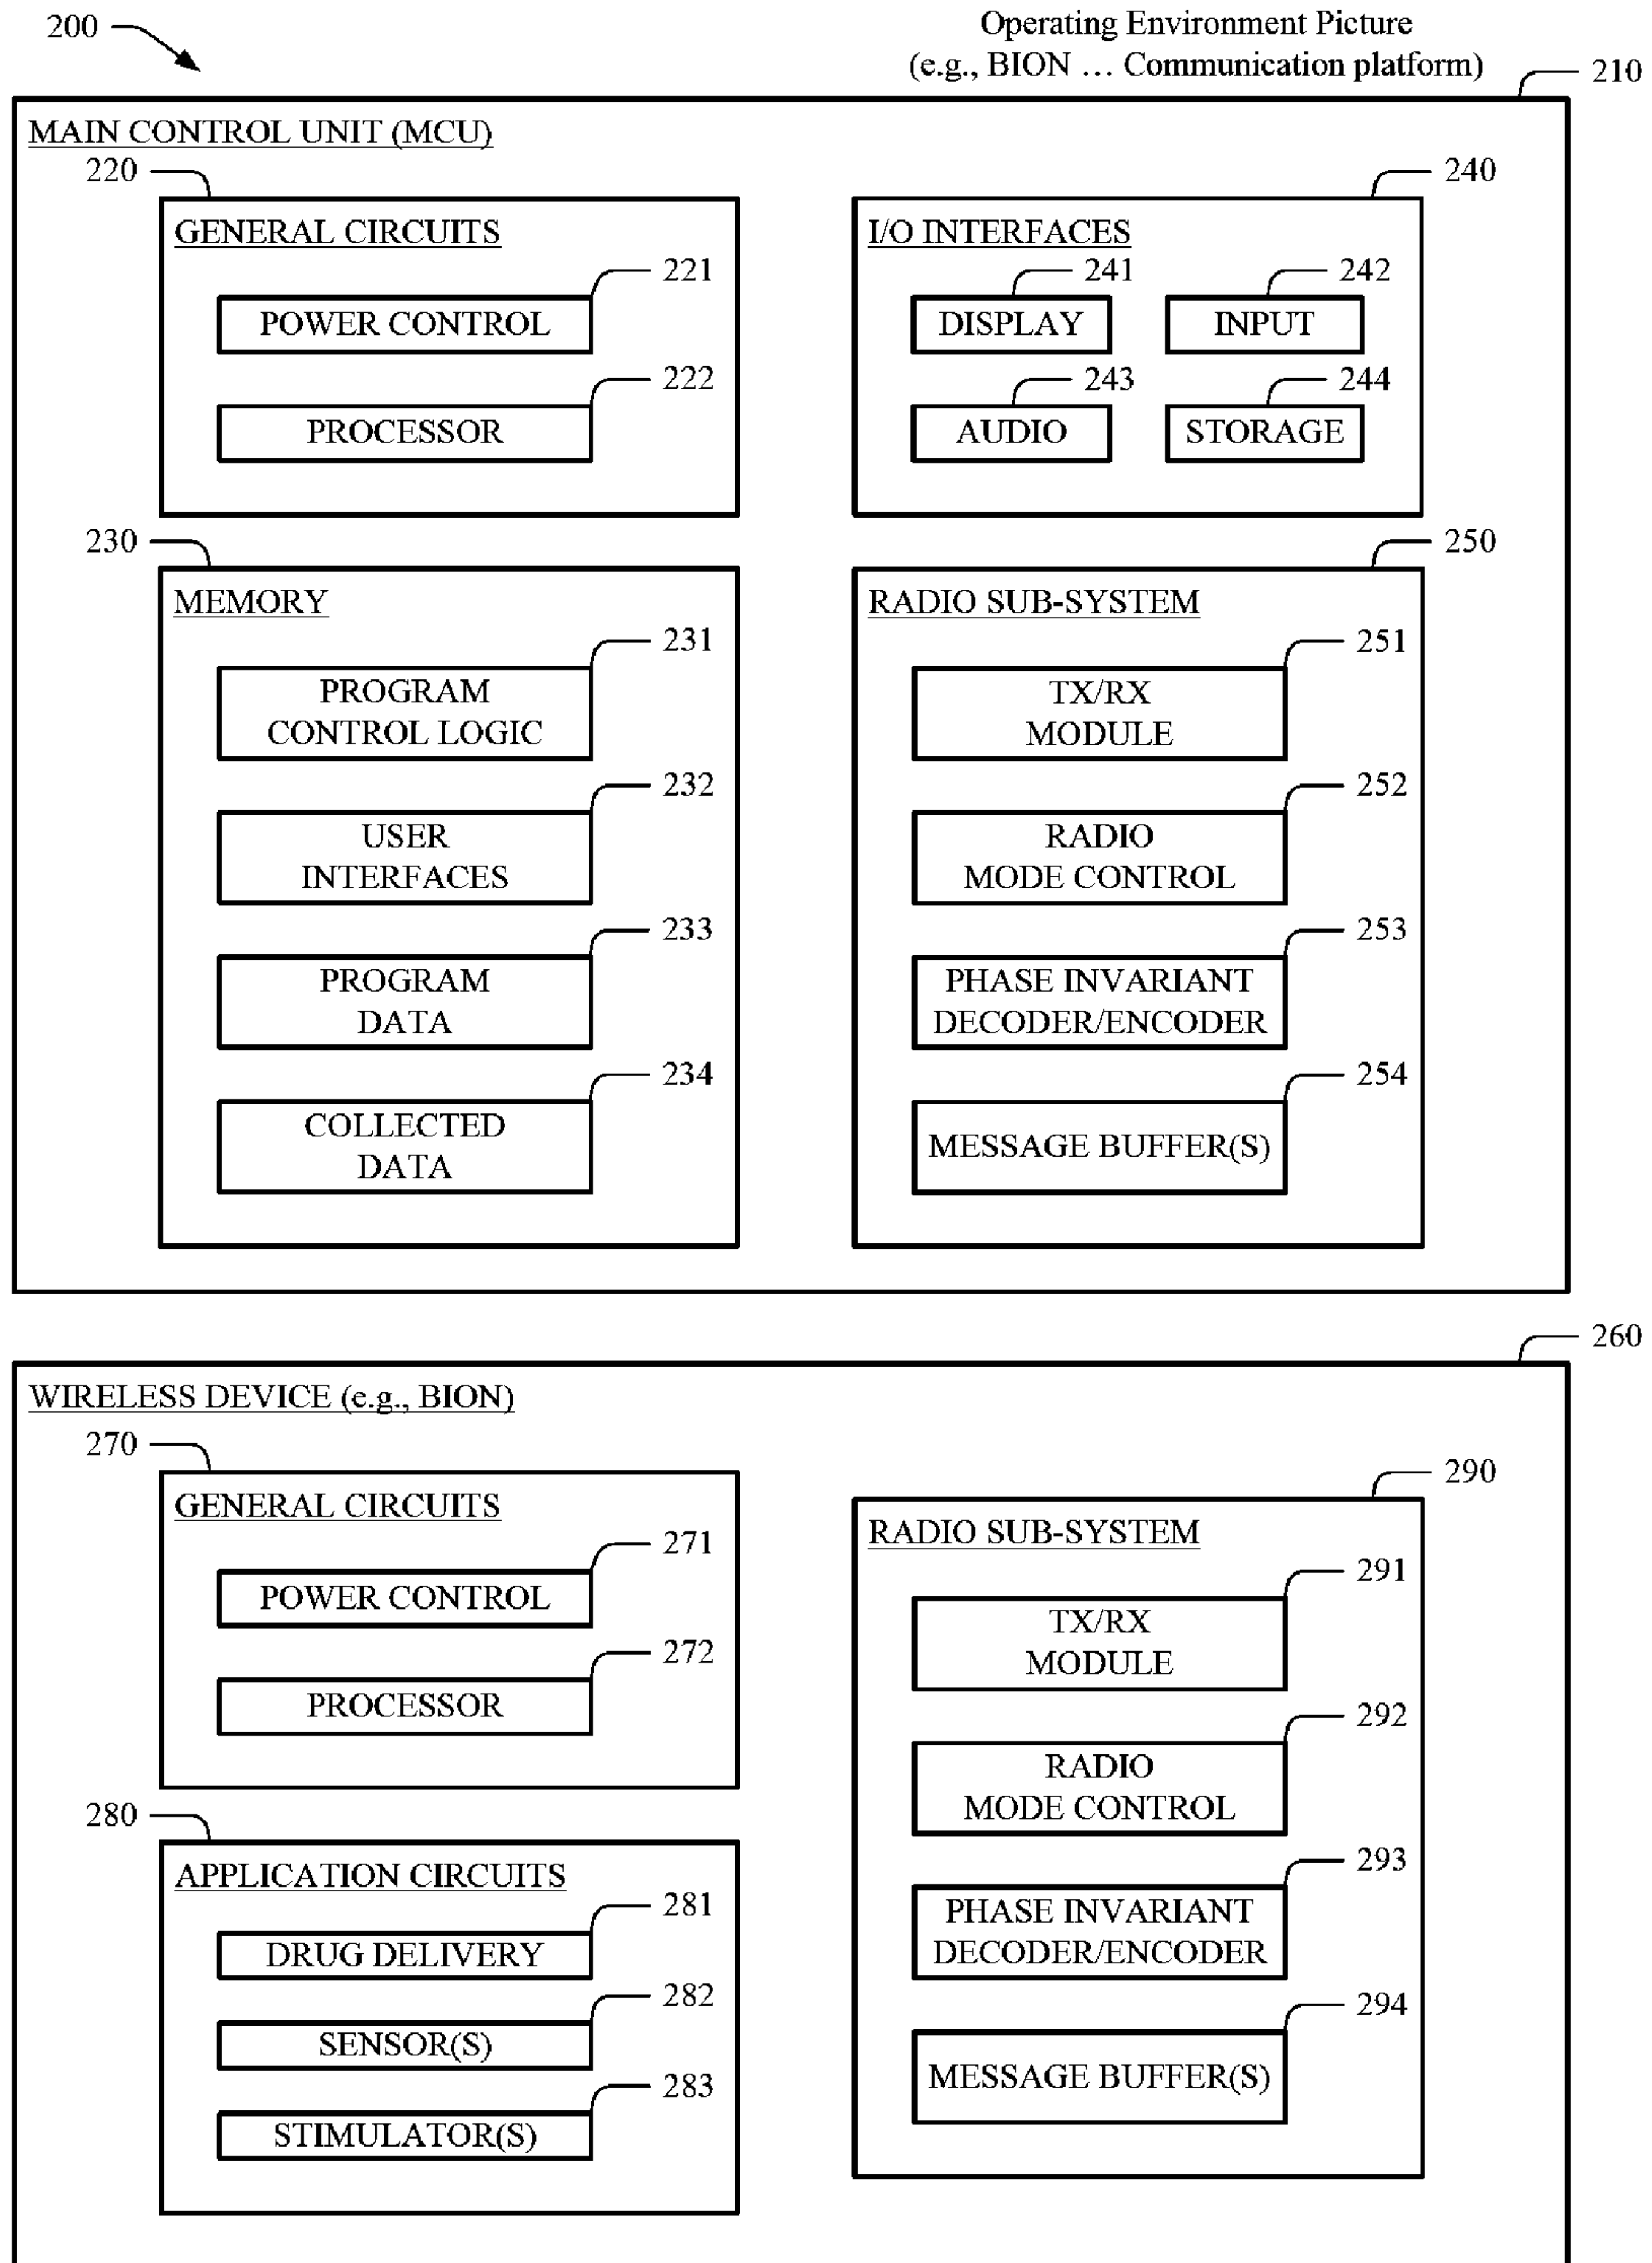 200
Operating Environment Picture
(e.g., BION ... Communication platform)
210
MAIN CONTROL UNIT (MCU)
220
GENERAL CIRCUITS
221
POWER CONTROL
222
PROCESSOR
240
I/O INTERFACES
241
DISPLAY
242
INPUT
243
AUDIO
244
STORAGE
230
MEMORY
231
PROGRAM
CONTROL LOGIC
232
USER
INTERFACES
233
PROGRAM
DATA
234
COLLECTED
DATA
250
RADIO SUB-SYSTEM
251
TX/RX
MODULE
252
RADIO
MODE CONTROL
253
PHASE INVARIANT
DECODER/ENCODER
254
MESSAGE BUFFER(S)
260
WIRELESS DEVICE (e.g., BION)
270
GENERAL CIRCUITS
271
POWER CONTROL
272
PROCESSOR
280
APPLICATION CIRCUITS
281
DRUG DELIVERY
282
SENSOR(S)
283
STIMULATOR(S)
290
RADIO SUB-SYSTEM
291
TX/RX
MODULE
292
RADIO
MODE CONTROL
293
PHASE INVARIANT
DECODER/ENCODER
294
MESSAGE BUFFER(S)